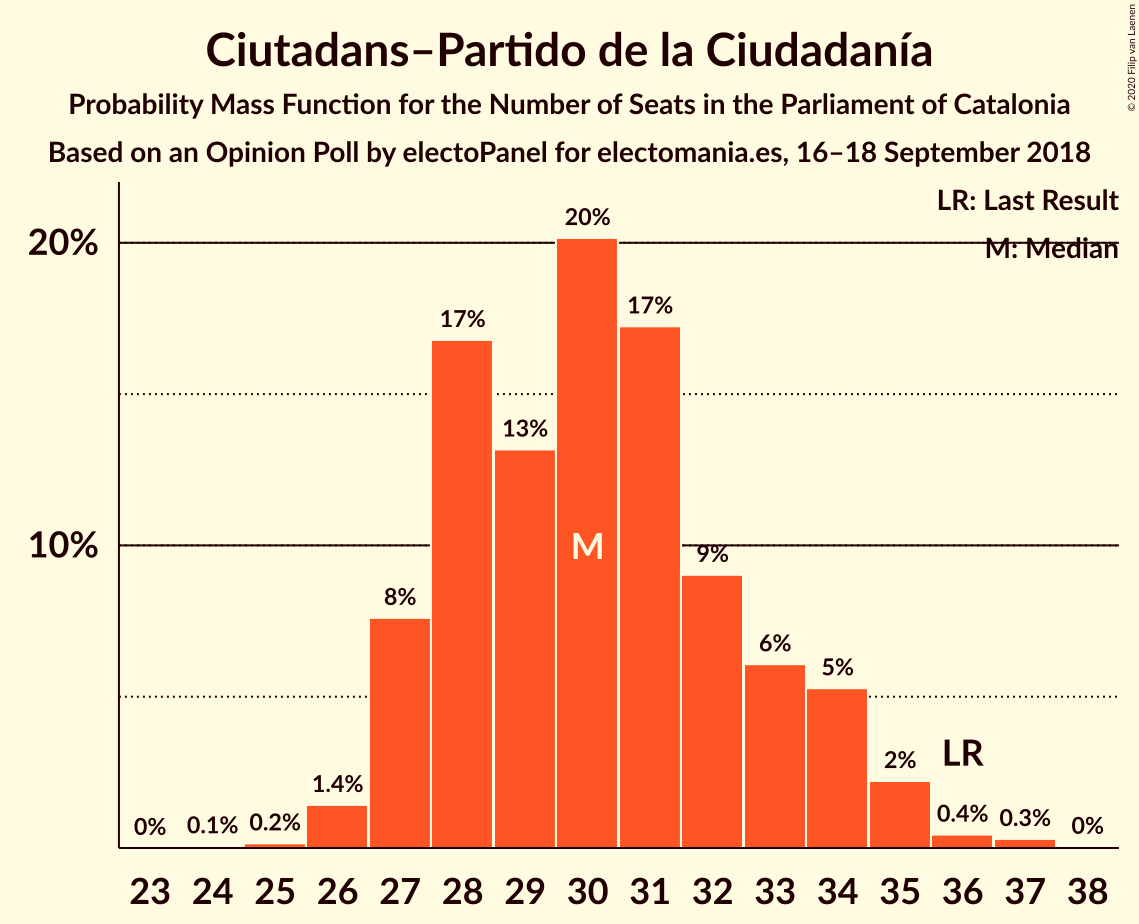 Ciutadans–Partido de la Ciudadanía
Probability Mass Function for the Number of Seats in the Parliament of Catalonia
Based on an Opinion Poll by electoPanel for electomania.es, 16–18 September 2018
© 2020 Filip van Laenen
LR: Last Result
M: Median
20%
10%
0%
0.1%
0.2%
1.4%
8%
17%
13%
20%
17%
9%
6%
5%
2%
0.4%
0.3%
0%
M
LR
23 24 25 26 27 28 29 30 31 32 33 34 35 36 37 38